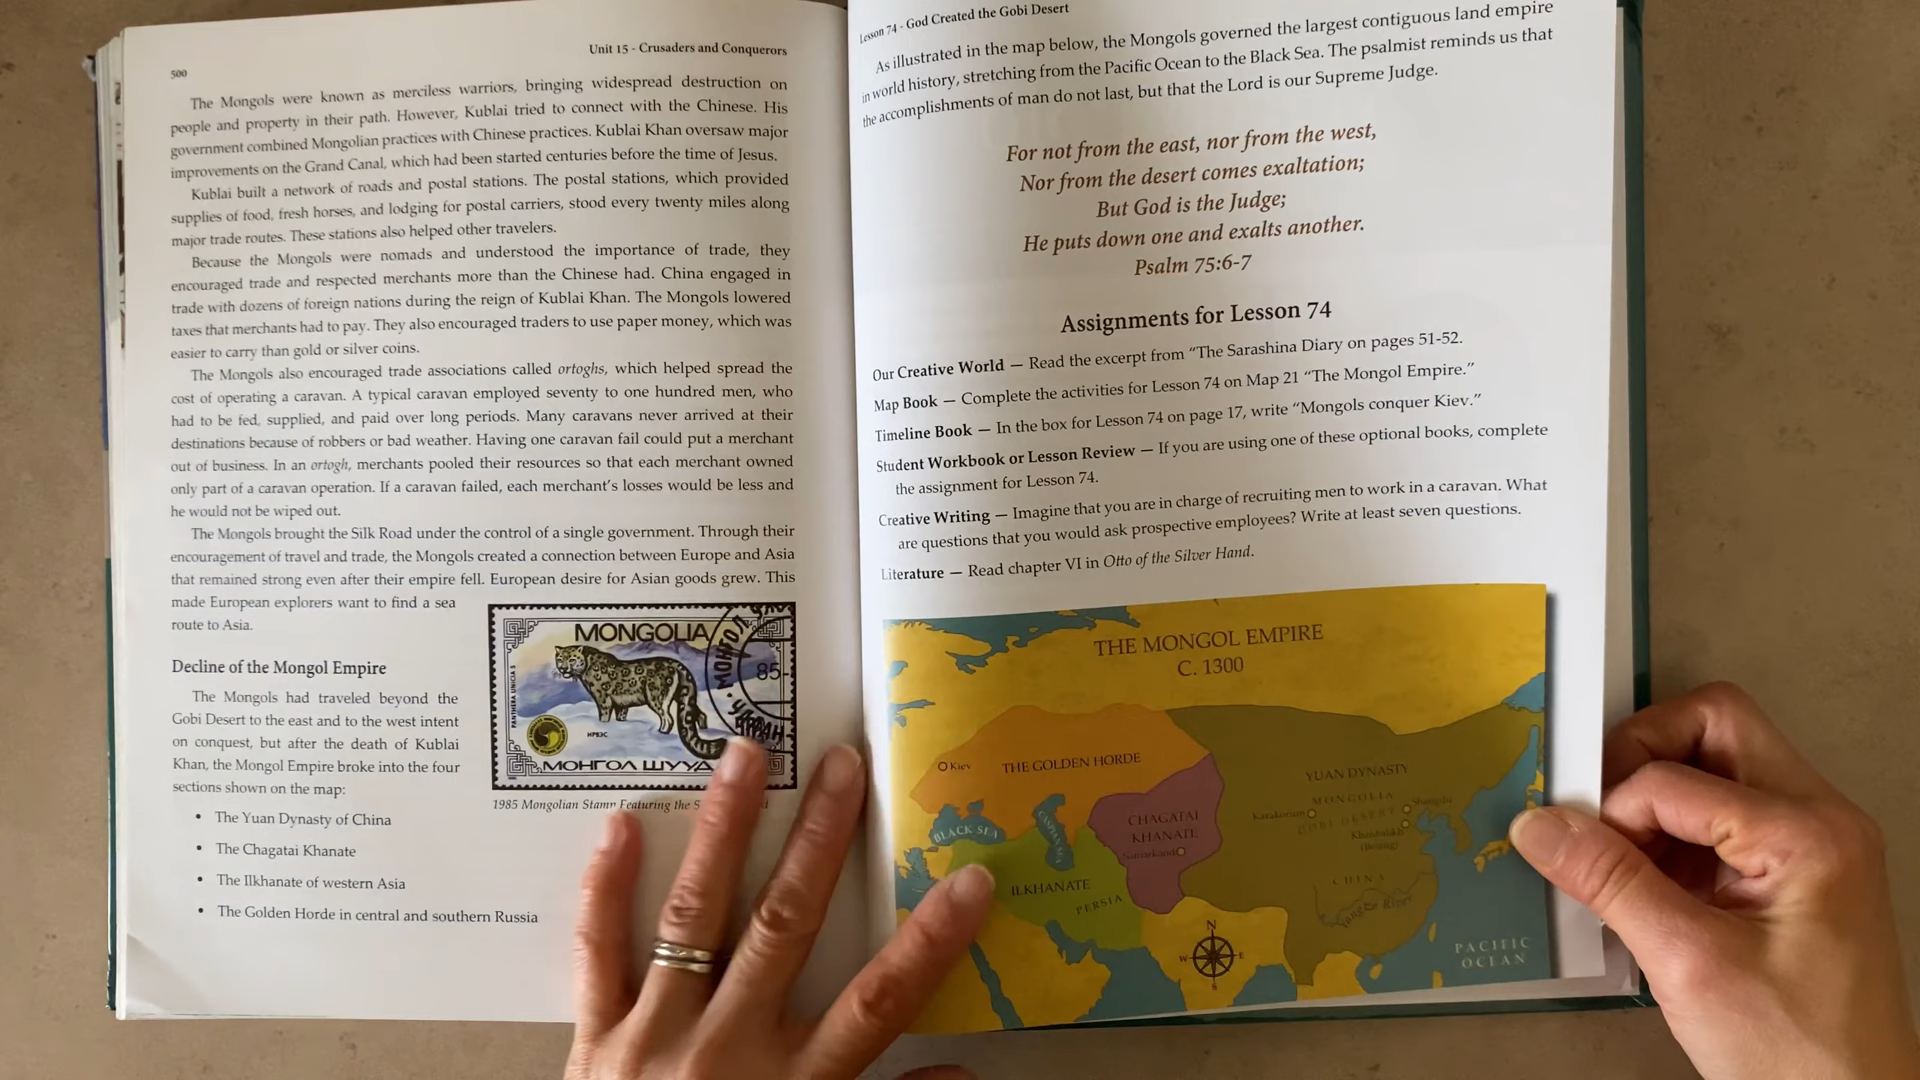 500
Unit 15 - Crusaders and Conquerors
The Mongols were known as merciless warriors, bringing widespread destruction on
people and property in their path. However, Kublai tried to connect with the Chinese. His
government combined Mongolian practices with Chinese practices. Kublai Khan oversaw major
improvements on the Grand Canal, which had been started centuries before the time of Jesus.
Kublai built a network of roads and postal stations. The postal stations, which provided
supplies of food, fresh horses, and lodging for postal carriers, stood every twenty miles along
major trade routes. These stations also helped other travelers.
Because the Mongols were nomads and understood the importance of trade, they
encouraged trade and respected merchants more than the Chinese had. China engaged in
trade with dozens of foreign nations during the reign of Kublai Khan. The Mongols lowered
taxes that merchants had to pay. They also encouraged traders to use paper money, which was
easier to carry than gold or silver coins.
The Mongols also encouraged trade associations called ortoghs, which helped spread the
cost of operating a caravan. A typical caravan employed seventy to one hundred men, who
had to be fed, supplied, and paid over long periods. Many caravans never arrived at their
destinations because of robbers or bad weather. Having one caravan fail could put a merchant
out of business. In an ortogh, merchants pooled their resources so that each merchant owned
only part of a caravan operation. If a caravan failed, each merchant's losses would be less and
he would not be wiped out.
The Mongols brought the Silk Road under the control of a single government. Through their
encouragement of travel and trade, the Mongols created a connection between Europe and Asia
that remained strong even after their empire fell. European desire for Asian goods grew. This
made European explorers want to find a sea
route to Asia.
Decline of the Mongol Empire
The Mongols had traveled beyond the
Gobi Desert to the east and to the west intent
on conquest, but after the death of Kublai
Khan, the Mongol Empire broke into the four
sections shown on the map:
• The Yuan Dynasty of China
• The Chagatai Khanate
• The Ilkhanate of western Asia
• The Golden Horde in central and southern Russia
MONGOLIA
PANTHERA UNCIA S
МОНГОЛ
85
ИРВЭС
МОНГОЛ ШУУДА
1985 Mongolian Stamp Featuring the S
Lesson 74 - God Created the Gobi Desert
As illustrated in the map below, the Mongols governed the largest contiguous land empire
in world history, stretching from the Pacific Ocean to the Black Sea. The psalmist reminds us that
the accomplishments of man do not last, but that the Lord is our Supreme Judge.
For not from the east, nor from the west,
Nor from the desert comes exaltation;
But God is the Judge;
He puts down one and exalts another.
Psalm 75:6-7
Assignments for Lesson 74
Our Creative World — Read the excerpt from "The Sarashina Diary on pages 51-52.
Map Book — Complete the activities for Lesson 74 on Map 21 "The Mongol Empire."
Timeline Book — In the box for Lesson 74 on page 17, write "Mongols conquer Kiev."
Student Workbook or Lesson Review — If you are using one of these optional books, complete
the assignment for Lesson 74.
Creative Writing — Imagine that you are in charge of recruiting men to work in a caravan. What
are questions that you would ask prospective employees? Write at least seven questions.
Literature — Read chapter VI in Otto of the Silver Hand.
THE MONGOL EMPIRE
C. 1300
Kiev
THE GOLDEN HORDE
YUAN DYNASTY
MONGOLIA
Shangdu
Karakorum
GOBI DESERT
Khanbalik
(Beijing)
BLACK SEA
CASPIAN SEA
CHAGATAI
KHANATE
Samarkand
ILKHANATE
PERSIA
CHINA
Yangtze River
N
W
E
S
PACIFIC
OCEAN